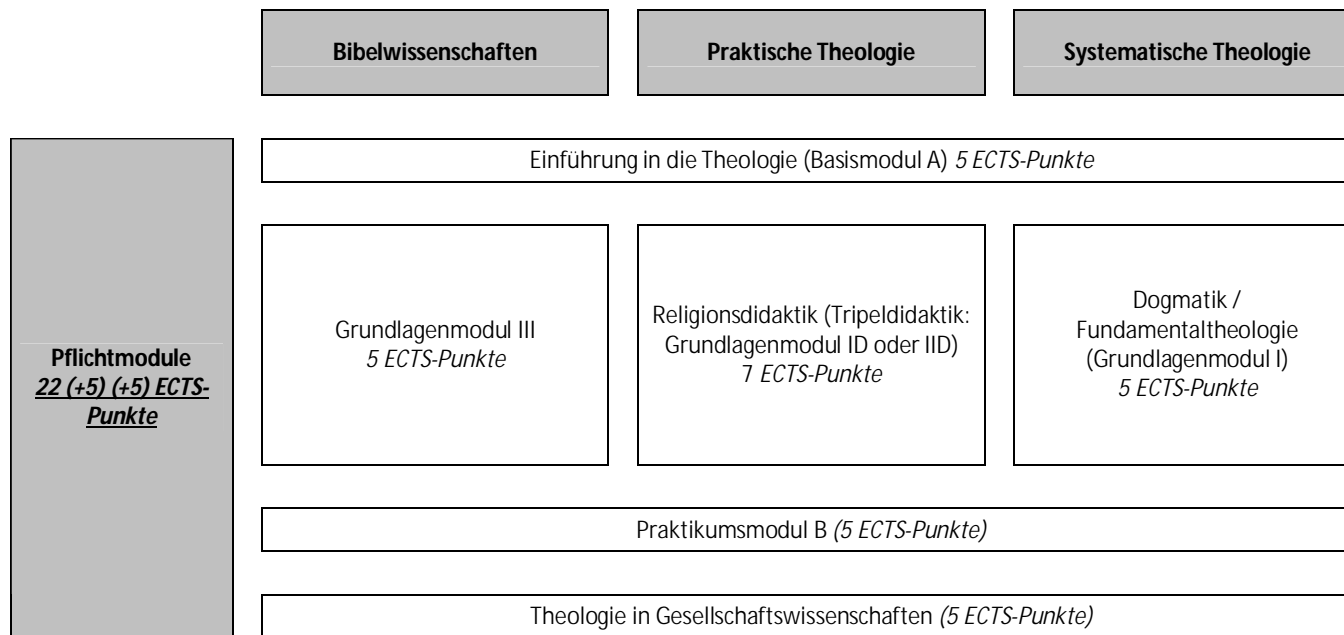 Bibelwissenschaften
Praktische Theologie
Systematische Theologie
Pflichtmodule
22 (+5) (+5) ECTS-
Punkte
Einführung in die Theologie (Basismodul A) 5 ECTS-Punkte
Grundlagenmodul III
5 ECTS-Punkte
Religionsdidaktik (Tripeldidaktik:
Grundlagenmodul ID oder IID)
7 ECTS-Punkte
Dogmatik /
Fundamentaltheologie
(Grundlagenmodul I)
5 ECTS-Punkte
Praktikumsmodul B (5 ECTS-Punkte)
Theologie in Gesellschaftswissenschaften (5 ECTS-Punkte)